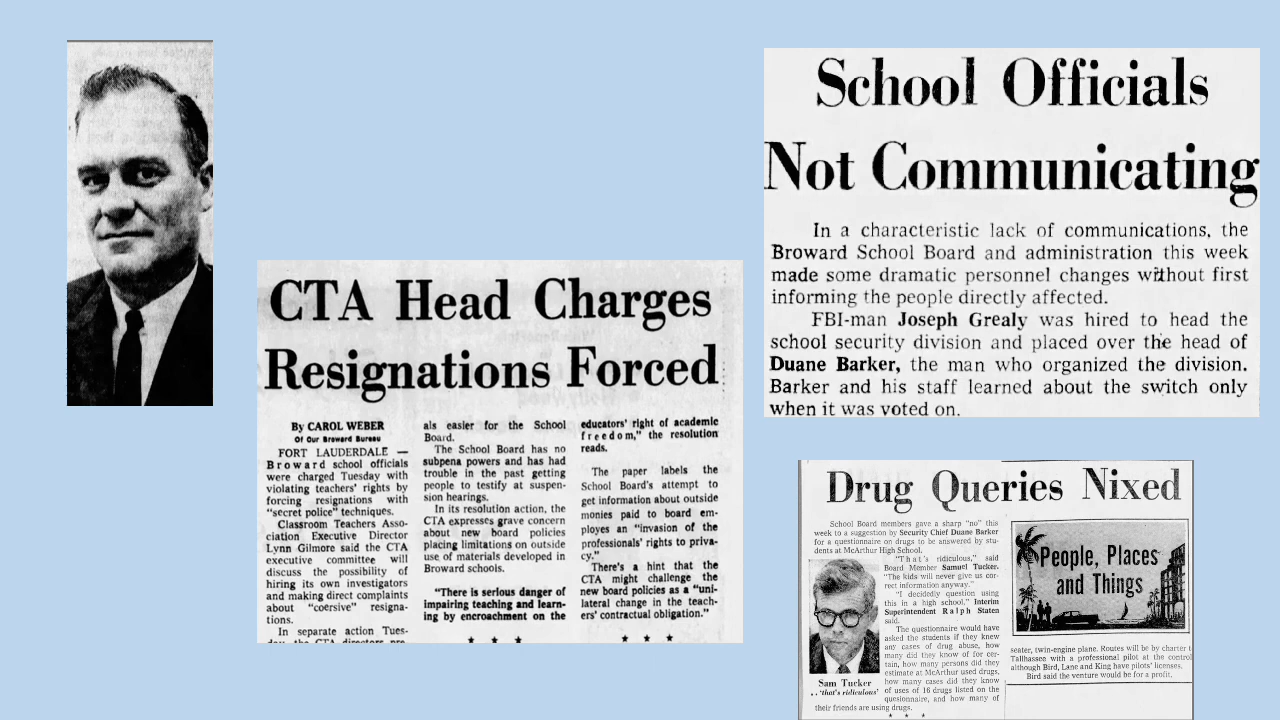 CTA Head Charges
Resignations Forced
By CAROL WEBER
Of Our Broward Bureau
FORT LAUDERDALE —
Broward school officials
were charged Tuesday with
violating teachers' rights by
forcing resignations with
"secret police" techniques.
Classroom Teachers Asso-
ciation Executive Director
Lynn Gilmore said the CTA
executive committee will
discuss the possibility of
hiring its own investigators
and making direct complaints
about "coersive" resigna-
tions.
In separate action Tues-
day, the CTA directors pre-
als easier for the School
Board.
The School Board has no
subpena powers and has had
trouble in the past getting
people to testify at suspen-
sion hearings.
In its resolution action, the
CTA expresses grave concern
about new board policies
placing limitations on outside
use of materials developed in
Broward schools.
"There is serious danger of
impairing teaching and learn-
ing by encroachment on the
educators' right of academic
freedom," the resolution
reads.
The paper labels the
School Board's attempt to
get information about outside
monies paid to board em-
ployes an "invasion of the
professionals' rights to priva-
cy."
There's a hint that the
CTA might challenge the
new board policies as a "uni-
lateral change in the teach-
ers' contractual obligation."
School Officials
Not Communicating
In a characteristic lack of communications, the
Broward School Board and administration this week
made some dramatic personnel changes without first
informing the people directly affected.
FBI-man Joseph Grealy was hired to head the
school security division and placed over the head of
Duane Barker, the man who organized the division.
Barker and his staff learned about the switch only
when it was voted on.
Drug Queries Nixed
School Board members gave a sharp "no" this
week to a suggestion by Security Chief Duane Barker
for a questionnaire on drugs to be answered by stu-
dents at McArthur High School.
"That's ridiculous," said
Board Member Samuel Tucker.
"The kids will never give us cor-
rect information anyway."
"I decidedly question using
this in a high school," Interim
Superintendent Ralph Staten
said.
The questionnaire would have
asked the students if they knew
any cases of drug abuse, how
many did they know of for cer-
tain, how many persons did they
estimate at McArthur used drugs,
how many cases did they know
of uses of 16 drugs listed on the
quesionnaire, and how many of
their friends are using drugs.
Sam Tucker
. . 'that's ridiculous'
People, Places
and Things
seater, twin-engine plane. Routes will be by charter t
Tallhassee with a professional pilot at the control
although Bird, Lane and King have pilots' licenses.
Bird said the venture would be for a profit.